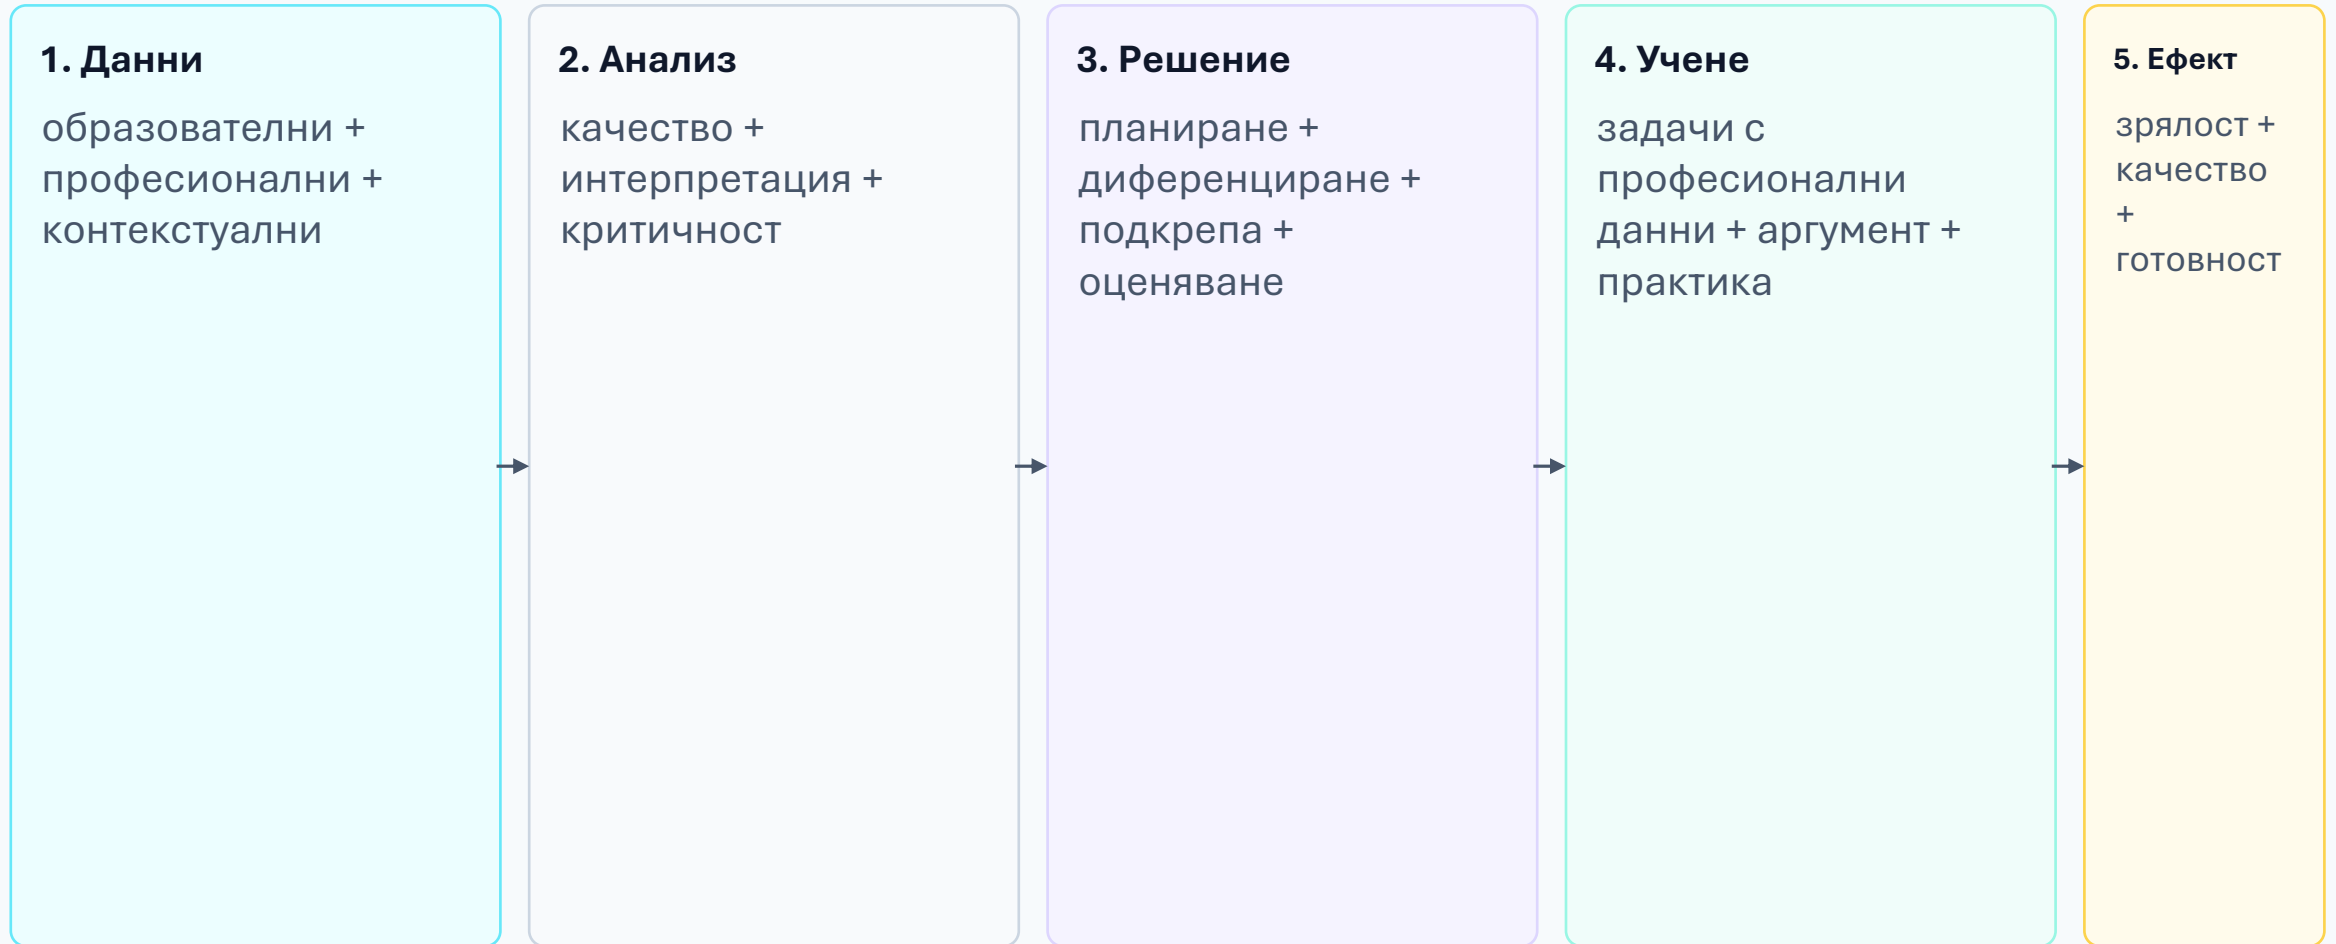 1. Данни
образователни +
професионални +
контекстуални
2. Анализ
качество +
интерпретация +
критичност
3. Решение
планиране +
диференциране +
подкрепа +
оценяване
4. Учене
задачи с
професионални
данни + аргумент +
практика
5. Ефект
зрялост +
качество
+
готовност